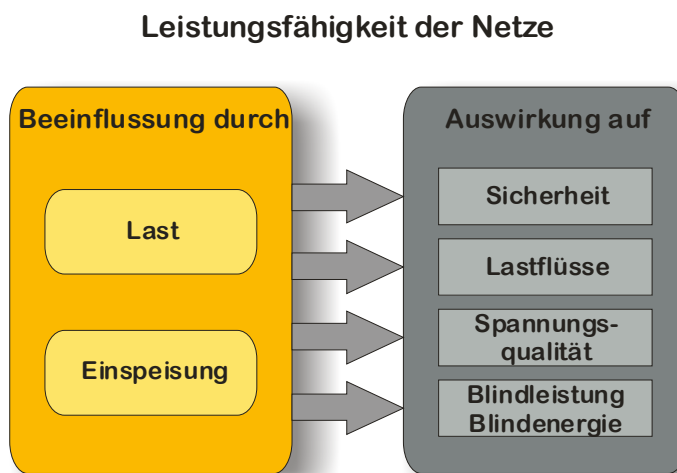 Leistungsfähigkeit der Netze
Beeinflussung durch
Last
Einspeisung
Auswirkung auf
Sicherheit
Lastflüsse
Spannungs-
qualität
Blindleistung
Blindenergie